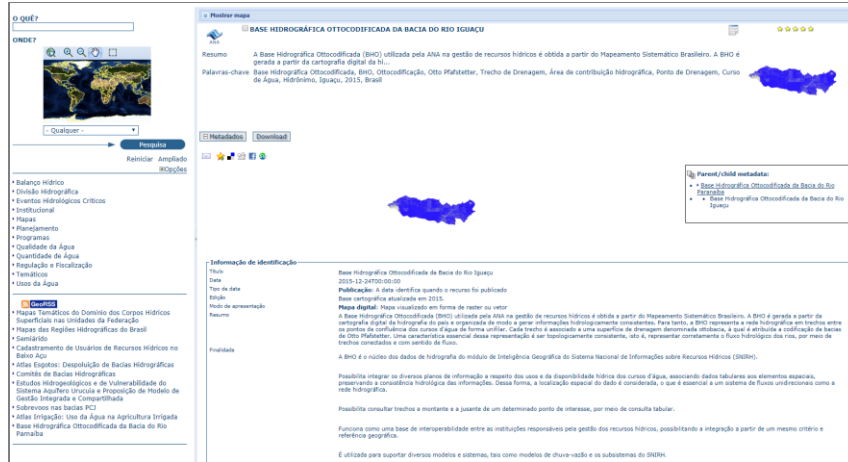 O QUÊ?
ONDE?
- Qualquer -
Pesquisa
Reiniciar Ampliado
Opções
Balanço Hídrico
Divisão Hidrográfica
Eventos Hidrológicos Críticos
Institucional
Mapas
Planejamento
Programas
Qualidade da Água
Quantidade de Água
Regulação e Fiscalização
Temáticos
Usos da Água
GeoRSS
Mapas Temáticos do Domínio dos Corpos Hídricos
Superficiais nas Unidades da Federação
Mapas das Regiões Hidrográficas do Brasil
Semiárido
Cadastramento de Usuários de Recursos Hídricos no
Baixo Açu
Atlas Esgotos: Despoluição de Bacias Hidrográficas
Comitês de Bacias Hidrográficas
Estudos Hidrogeológicos e de Vulnerabilidade do
Sistema Aquífero Urucuia e Proposição de Modelo de
Gestão Integrada e Compartilhada
Sobrevoos nas bacias PCJ
Atlas Irrigação: Uso da Água na Agricultura Irrigada
Base Hidrográfica Ottocodificada da Bacia do Rio
Parnaíba
Mostrar mapa
ANA
BASE HIDROGRÁFICA OTTOCODIFICADA DA BACIA DO RIO IGUAÇU
Resumo A Base Hidrográfica Ottocodificada (BHO) utilizada pela ANA na gestão de recursos hídricos é obtida a partir do Mapeamento Sistemático Brasileiro. A BHO é
gerada a partir da cartografia digital da hi...
Palavras-chave Base Hidrográfica Ottocodificada, BHO, Ottocodificação, Otto Pfafstetter, Trecho de Drenagem, Área de contribuição hidrográfica, Ponto de Drenagem, Curso
de Água, Hidrônimo, Iguaçu, 2015, Brasil
Metadados Download
Parent/child metadata:
Base Hidrográfica Ottocodificada da Bacia do Rio
Paranaíba
Base Hidrográfica Ottocodificada da Bacia do Rio
Iguaçu
Informação de identificação
Título Base Hidrográfica Ottocodificada da Bacia do Rio Iguaçu
Data 2015-12-24T00:00:00
Tipo de data Publicação: A data identifica quando o recurso foi publicado
Edição Base cartográfica atualizada em 2015.
Modo de apresentação Mapa digital: Mapa visualizado em forma de raster ou vetor
Resumo A Base Hidrográfica Ottocodificada (BHO) utilizada pela ANA na gestão de recursos hídricos é obtida a partir do Mapeamento Sistemático Brasileiro. A BHO é gerada a partir da
cartografia digital da hidrografia do país e organizada de modo a gerar informações hidrologicamente consistentes. Para tanto, a BHO representa a rede hidrográfica em trechos entre
os pontos de confluência dos cursos d'água de forma unifilar. Cada trecho é associado a uma superfície de drenagem denominada ottobacia, à qual é atribuída a codificação de bacias
de Otto Pfafstetter. Uma característica essencial dessa representação é ser topologicamente consistente, isto é, representar corretamente o fluxo hidrológico dos rios, por meio de
trechos conectados e com sentido de fluxo.
Finalidade
A BHO é o núcleo dos dados de hidrografia do módulo de Inteligência Geográfica do Sistema Nacional de Informações sobre Recursos Hídricos (SNIRH).
Possibilita integrar os diversos planos de informação a respeito dos usos e da disponibilidade hídrica dos cursos d'água, associando dados tabulares aos elementos espaciais,
preservando a consistência hidrológica das informações. Dessa forma, a localização espacial do dado é considerada, o que é essencial a um sistema de fluxos unidirecionais como a
rede hidrográfica.
Possibilita consultar trechos a montante e a jusante de um determinado ponto de interesse, por meio de consulta tabular.
Funciona como uma base de interoperabilidade entre as instituições responsáveis pela gestão dos recursos hídricos, possibilitando a integração a partir de um mesmo critério e
referência geográfica.
É utilizada para suportar diversos modelos e sistemas, tais como modelos de chuva-vazão e os subsistemas do SNIRH.